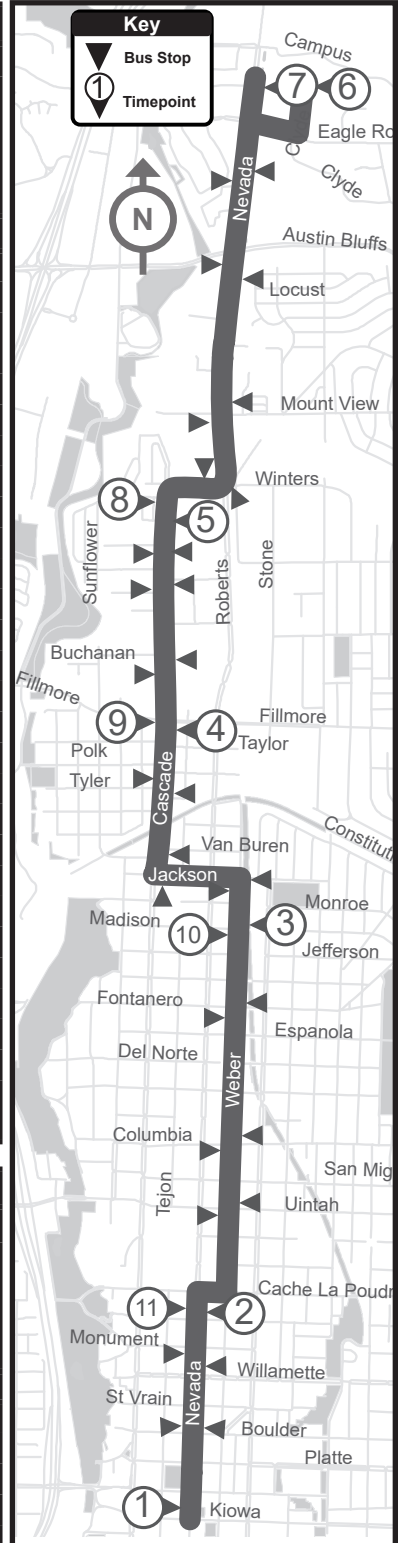 Key
Bus Stop
1
Timepoint
Campus
7
6
Eagle Ro
C
Clyde
N
Nevada
Austin Bluffs
Locust
Mount View
Winters
8
5
Sunflower
Roberts
Stone
Buchanan
Fillmore
9
4
Fillmore
Polk
Taylor
Tyler
Cascade
Constituti
Van Buren
Jackson
Monroe
Madison
10
3
Jefferson
Fontanero
Espanola
Del Norte
Weber
Columbia
San Mig
Tejon
Uintah
Cache La Poudr
11
2
Monument
Willamette
Nevada
St Vrain
Boulder
Platte
1
Kiowa